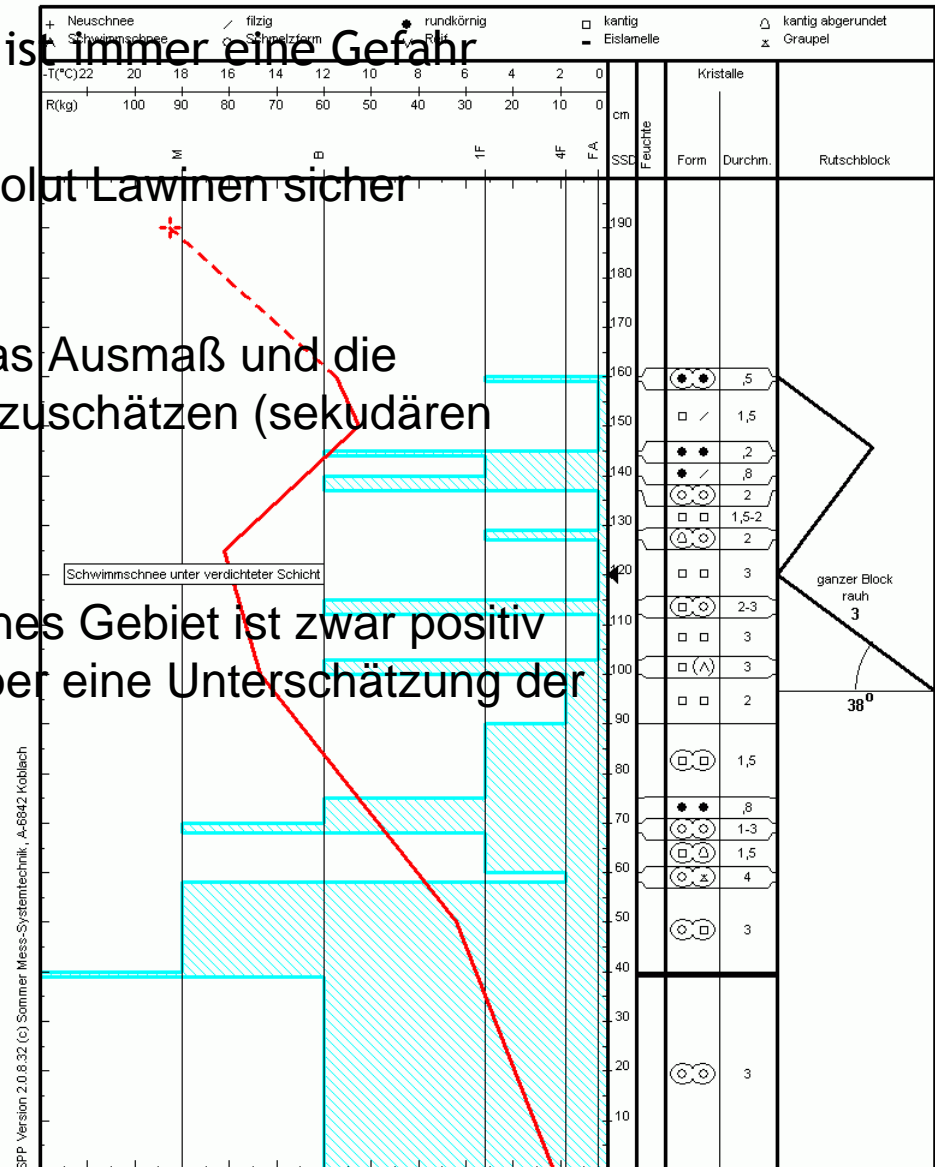 + Neuschnee / filzig ● rundkörnig □ kantig kantig abgerundet
Schwimmschnee Schmelzform Reif - Eislamelle Graupel
ist immer eine Gefahr
-T(°C) 22 20 18 16 14 12 10 8 6 4 2 0
R(kg) 100 90 80 70 60 50 40 30 20 10 0
M B 1F 4F FA
cm
SSD
Feuchte
Kristalle
Form Durchm.
Rutschblock
olut Lawinen sicher
190
180
170
as Ausmaß und die
160 ,5
zuschätzen (sekudären
150 1,5
,2
140 ,8
2
130 1,5-2
2
Schwimmschnee unter verdichteter Schicht
120 3
ganzer Block
rauh
3
38°
nes Gebiet ist zwar positiv
2-3
110 3
ber eine Unterschätzung der
100 3
2
90
80 1,5
,8
70 1-3
1,5
60 4
50 3
40
30
20 3
10
SPP Version 2.0.8.32 (c) Sommer Mess-Systemtechnik, A-6842 Koblach